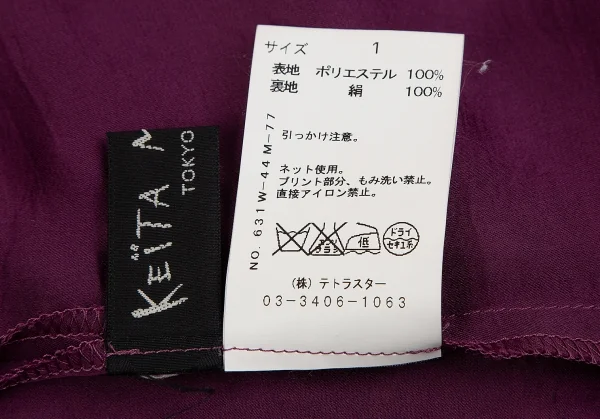 サイズ 1
表地 ポリエステル 100%
裏地 絹 100%
引っかけ注意。
ネット使用。
プリント部分、もみ洗い禁止。
直接アイロン禁止。
低
ドライ
セキユ系
(株) テトラスター
03-3406-1063
NO. 631W-44M-77
KEÏTA M
TOKYO